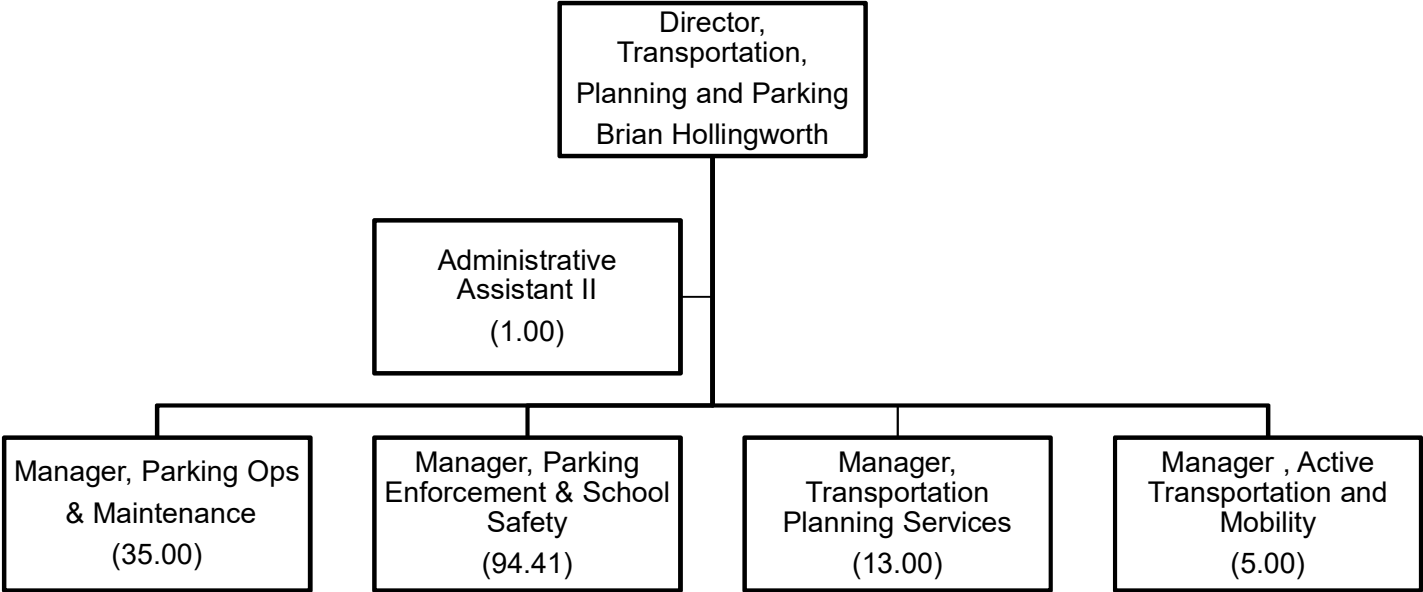 Director,
Transportation,
Planning and Parking
Brian Hollingworth
Administrative
Assistant II
(1.00)
Manager, Parking Ops
& Maintenance
(35.00)
Manager, Parking
Enforcement & School
Safety
(94.41)
Manager,
Transportation
Planning Services
(13.00)
Manager , Active
Transportation and
Mobility
(5.00)